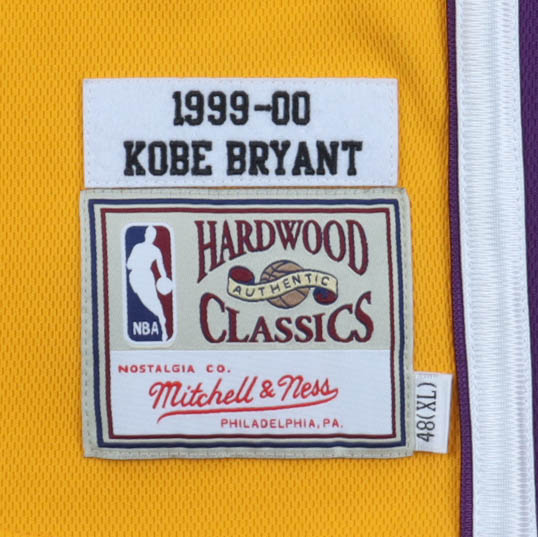 1999-00
KOBE BRYANT
HARDWOOD
AUTHENTIC
CLASSICS
NBA
NOSTALGIA CO.
Mitchell & Ness
PHILADELPHIA, PA.
48(XL)